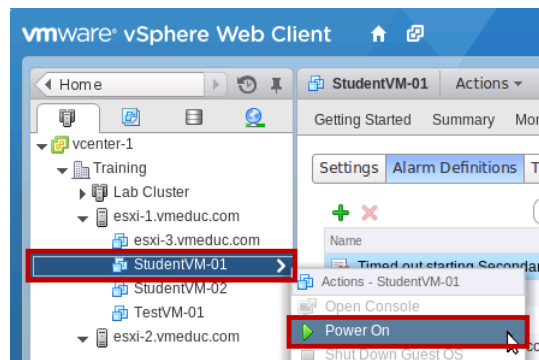 vmware® vSphere Web Client
Home
vcenter-1
Training
Lab Cluster
esxi-1.vmeduc.com
esxi-3.vmeduc.com
StudentVM-01
StudentVM-02
TestVM-01
esxi-2.vmeduc.com
StudentVM-01 Actions
Getting Started Summary
Settings Alarm Definitions
Name
Timed out starting
Actions - StudentVM-01
Open Console
Power On
Shut Down Guest OS